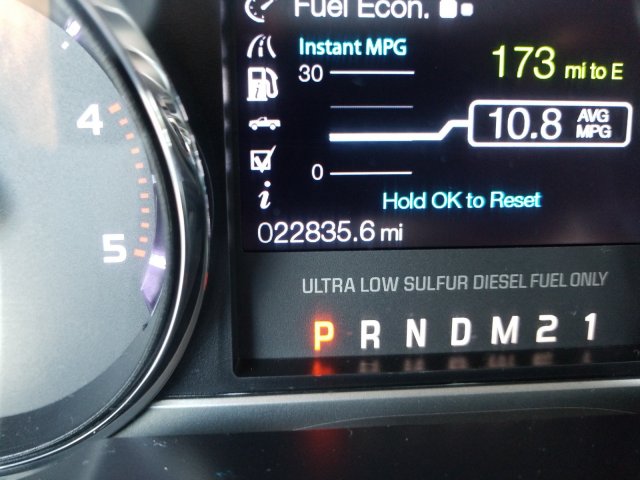 Fuel Econ.
Instant MPG
30
173 mi to E
4
10.8 AVG MPG
0
Hold OK to Reset
5
022835.6 mi
ULTRA LOW SULFUR DIESEL FUEL ONLY
P R N D M 2 1